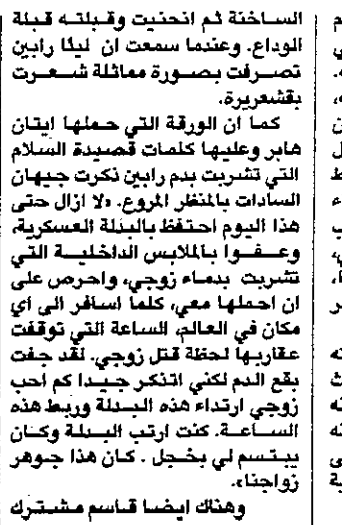 الساخنة ثم انحنيت وقبلته قبلة
الوداع. وعندما سمعت ان ليئا رابين
تصرفت بصورة مماثلة شعرت
بقشعريرة.
كما ان الورقة التي حملها ايتان
هابر وعليها كلمات قصيدة السلام
التي تشربت بدم رابين ذكرت جيهان
السادات بالمنظر المروع. «لا ازال حتى
هذا اليوم احتفظ بالبدلة العسكرية،
وعفوا بالملابس الداخلية التي
تشربت بدماء زوجي، واحرص على
ان احملها معي، كلما اسافر الى اي
مكان في العالم، الساعة التي توقفت
عقاربها لحظة قتل زوجي. لقد جفت
بقع الدم لكني اتذكر جيدا كم احب
زوجي ارتداء هذه البدلة وربط هذه
الساعة. كنت ارتب البدلة وكان
يبتسم لي بخجل . كان هذا جوهر
زواجنا».
وهناك ايضا قاسم مشترك